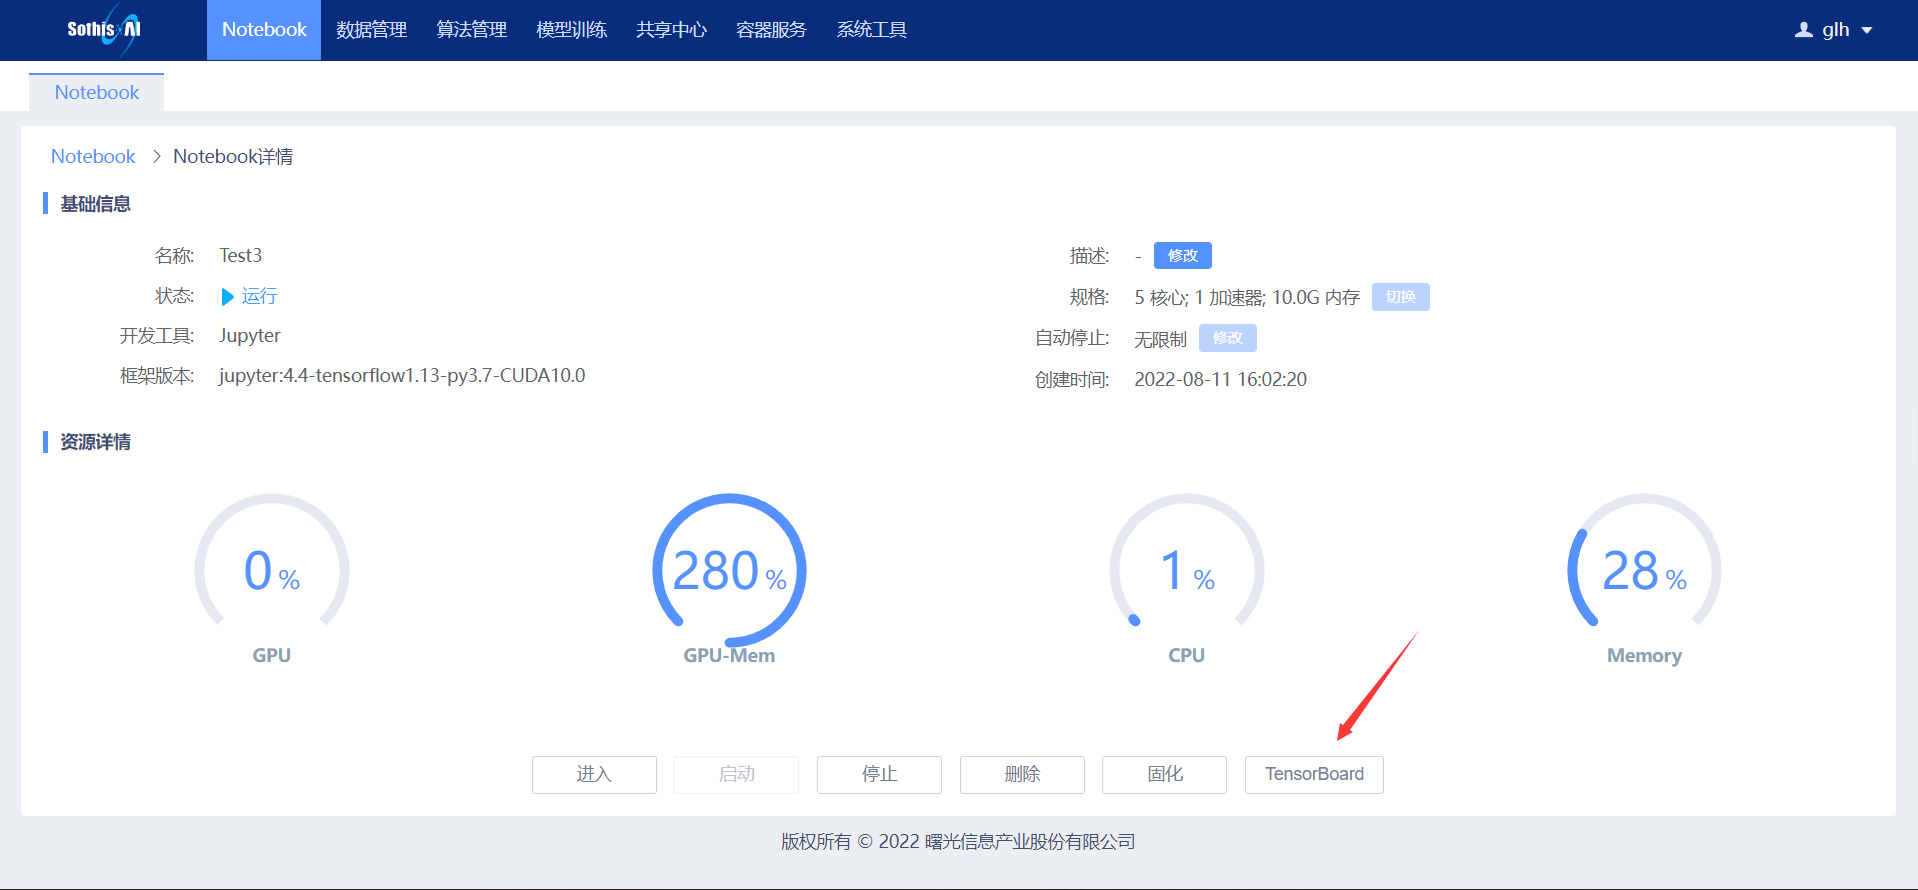 SothisAI Notebook 数据管理 算法管理 模型训练 共享中心 容器服务 系统工具 glh
Notebook
Notebook > Notebook详情
基础信息
名称: Test3
描述: - 修改
状态: 运行
规格: 5 核心; 1 加速器; 10.0G 内存 切换
开发工具: Jupyter
自动停止: 无限制 修改
框架版本: jupyter:4.4-tensorflow1.13-py3.7-CUDA10.0
创建时间: 2022-08-11 16:02:20
资源详情
0 % 280 % 1 % 28 %
GPU GPU-Mem CPU Memory
进入 启动 停止 删除 固化 TensorBoard
版权所有 © 2022 曙光信息产业股份有限公司